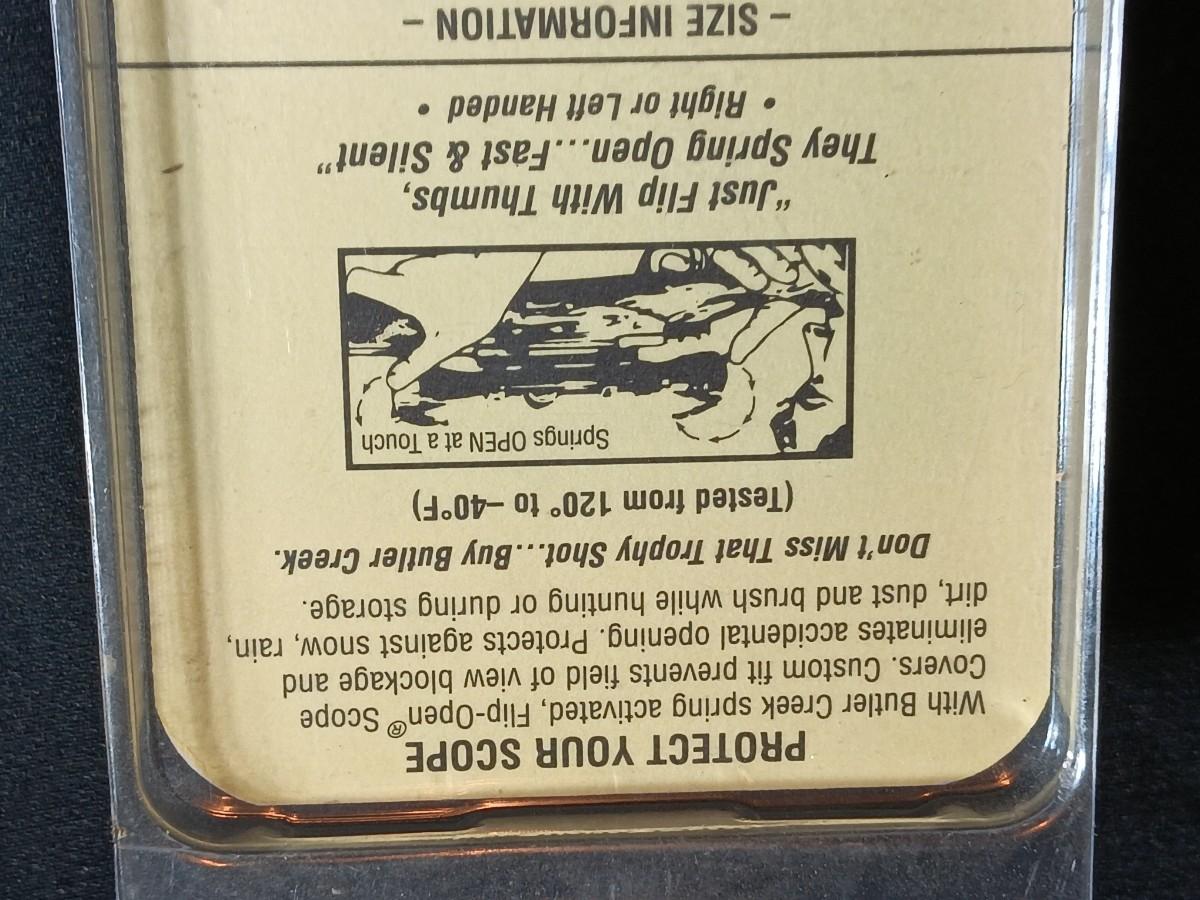 PROTECT YOUR SCOPE
With Butler Creek spring activated, Flip-Open® Scope
Covers. Custom fit prevents field of view blockage and
eliminates accidental opening. Protects against snow, rain,
dirt, dust and brush while hunting or during storage.
Don't Miss That Trophy Shot...Buy Butler Creek.
(Tested from 120° to –40°F)
Springs OPEN at a Touch
"Just Flip With Thumbs,
They Spring Open...Fast & Silent"
• Right or Left Handed •
– SIZE INFORMATION –